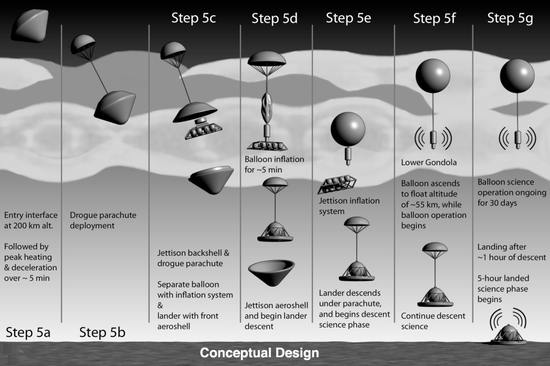 Step 5c
Step 5d
Step 5e
Step 5f
Step 5g
Entry interface
at 200 km alt.
Followed by
peak heating
& deceleration
over ~ 5 min
Step 5a
Drogue parachute
deployment
Step 5b
Jettison backshell &
drogue parachute
Separate balloon
with inflation system
&
lander with front
aeroshell
Balloon inflation
for ~5 min
Jettison aeroshell
and begin lander
descent
Jettison inflation
system
Lander descends
under parachute,
and begins descent
science phase
Lower Gondola
Balloon ascends
to float altitude
of ~55 km, while
balloon operation
begins
Continue descent
science
Balloon science
operation ongoing
for 30 days
Landing after
~1 hour of descent
5-hour landed
science phase
begins
Conceptual Design